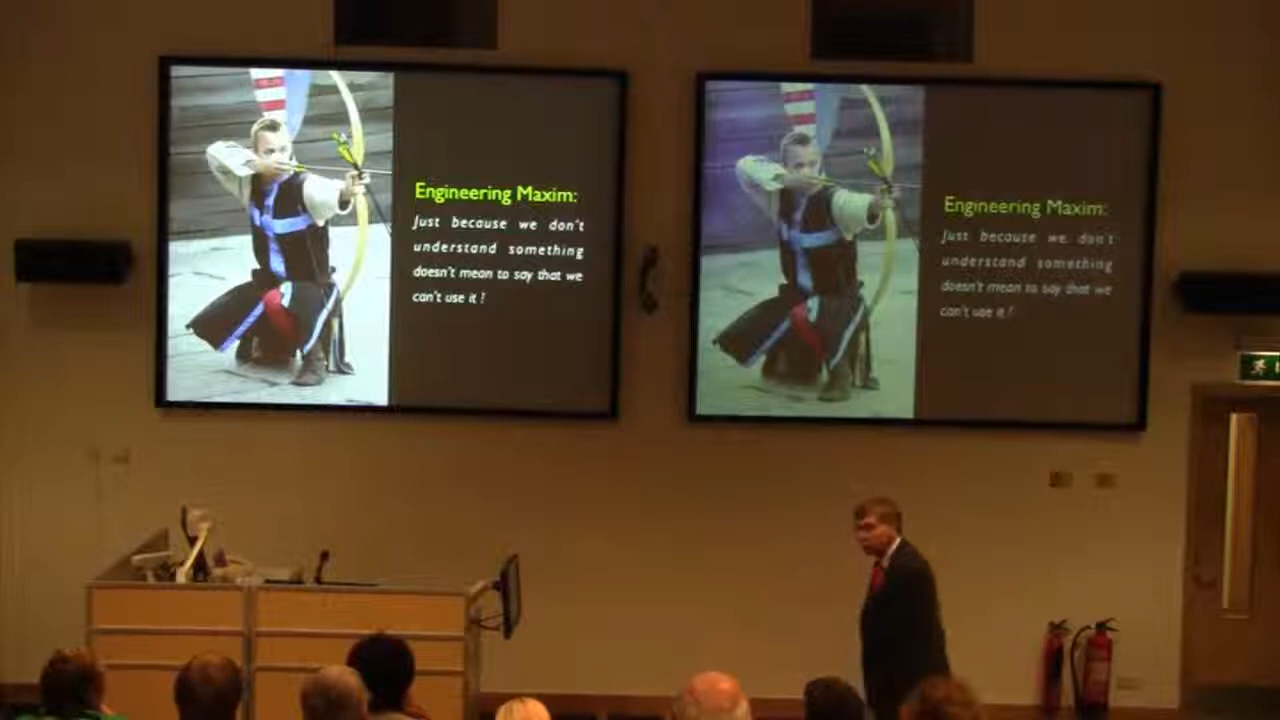 Engineering Maxim:
Just because we don't
understand something
doesn't mean to say that we
can't use it !
Engineering Maxim:
Just because we don't
understand something
doesn't mean to say that we
can't use it !